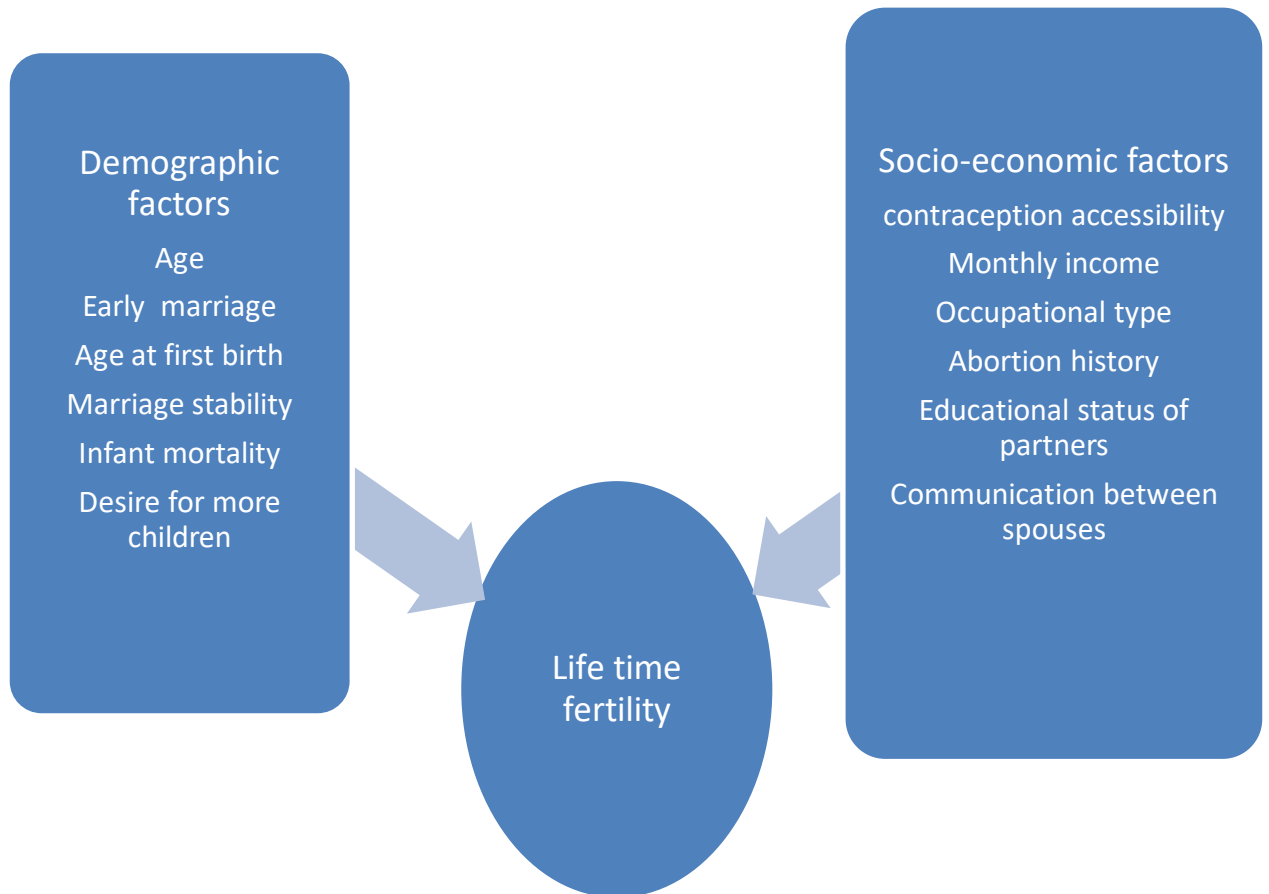 Demographic
factors
Age
Early  marriage
Age at first birth
Marriage stability
Infant mortality
Desire for more
children
Socio-economic factors
contraception accessibility
Monthly income
Occupational type
Abortion history
Educational status of
partners
Communication between
spouses
Life time
fertility